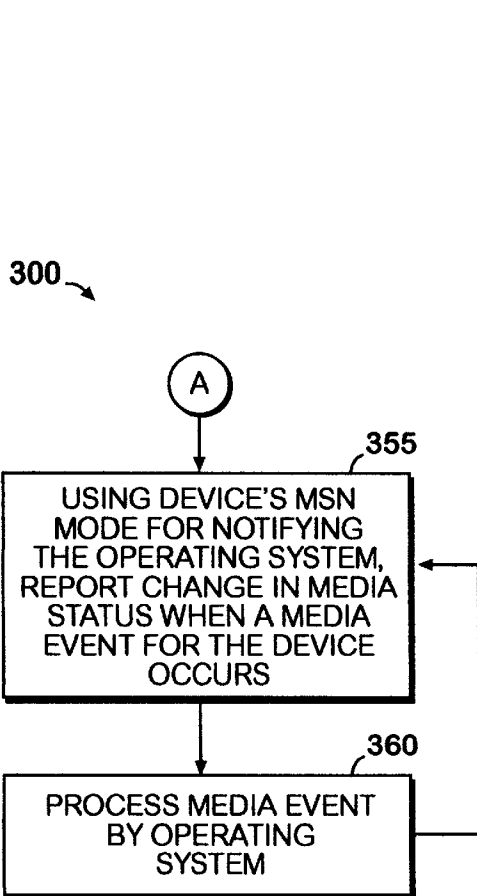 300
A
355
USING DEVICE'S MSN
MODE FOR NOTIFYING
THE OPERATING SYSTEM,
REPORT CHANGE IN MEDIA
STATUS WHEN A MEDIA
EVENT FOR THE DEVICE
OCCURS
360
PROCESS MEDIA EVENT
BY OPERATING
SYSTEM